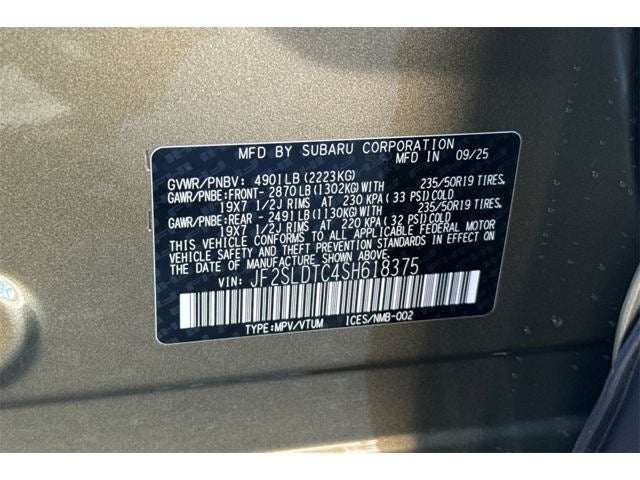 MFD BY SUBARU CORPORATION
MFD IN 09/25
GVWR/PNBV: 4901LB (2223KG)
GAWR/PNBE:FRONT- 2870LB(1302KG)WITH 235/50R19 TIRES.
19X7 1/2J RIMS AT 230 KPA(33 PSI)COLD
GAWR/PNBE:REAR - 2491LB(1130KG)WITH 235/50R19 TIRES.
19X7 1/2J RIMS AT 220 KPA(32 PSI)COLD
THIS VEHICLE CONFORMS TO ALL APPLICABLE FEDERAL MOTOR
VEHICLE SAFETY AND THEFT PREVENTION STANDARDS IN EFFECT
ON THE DATE OF MANUFACTURE SHOWN ABOVE.
VIN: JF2SLDTC4SH618375
TYPE:MPV/VTUM ICES/NMB-002